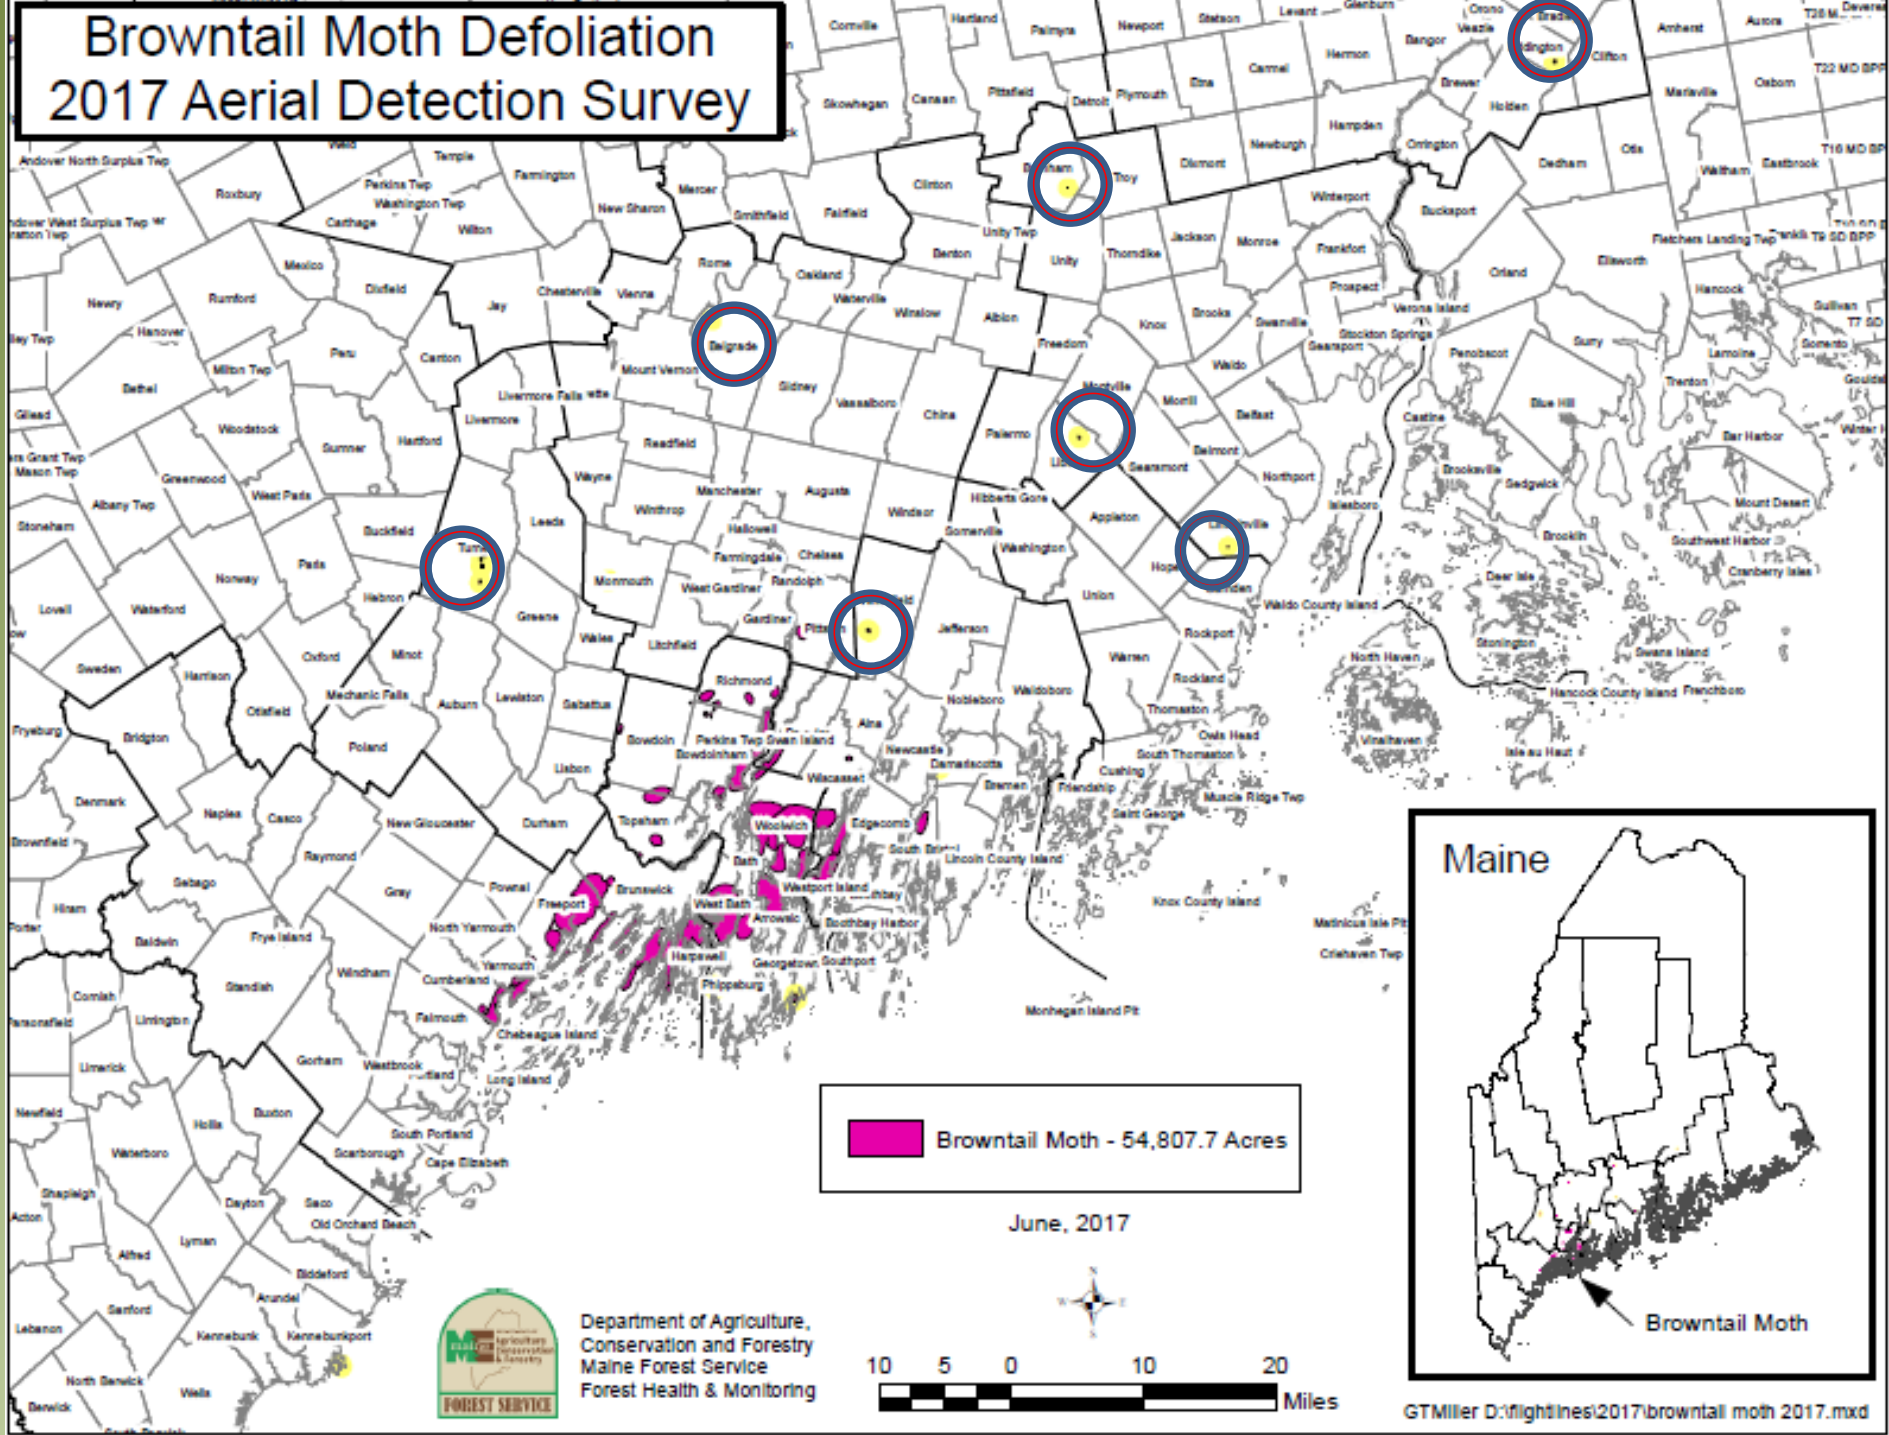 Browntail Moth Defoliation
2017 Aerial Detection Survey
Cornville
Hartland
Palmyra
Newport
Stetson
Levant
Glenburn
Orono
Veazie
Bangor
Clifton
Amherst
Aurora
Hermon
Carmel
Etna
Plymouth
Detroit
Pittsfield
Canaan
Skowhegan
Brewer
Holden
Mariaville
Osborn
T22 MD BPP
Hampden
Newburgh
Dixmont
Orrington
Dedham
Otis
Waltham
Eastbrook
T16 MD BP
Andover North Surplus Twp
Weld
Temple
Farmington
Mercer
Smithfield
Fairfield
Clinton
Troy
Roxbury
Perkins Twp
Washington Twp
Carthage
Wilton
New Sharon
Winterport
Bucksport
Unity Twp
Benton
Unity
Thorndike
Jackson
Monroe
Frankfort
Fletchers Landing Twp
T9 SD BPP
Mexico
Dixfield
Rumford
Newry
Hanover
Jay
Chesterville
Vienna
Rome
Oakland
Waterville
Winslow
Albion
Orland
Ellsworth
Hancock
Sullivan
Prospect
Verona Island
Stockton Springs
Searsport
Swanville
Brooks
Knox
Freedom
Waldo
Belgrade
Mount Vernon
Sidney
Vassalboro
China
Palermo
Montville
Morrill
Belfast
Belmont
Searsmont
Northport
Penobscot
Surry
Lamoine
Sorrento
Trenton
Blue Hill
Castine
Bar Harbor
Peru
Canton
Milton Twp
Bethel
Gilead
Woodstock
Sumner
Hartford
Livermore Falls
Livermore
Readfield
Wayne
Winthrop
Manchester
Augusta
Windsor
Hallowell
Farmingdale
Chelsea
Hibberts Gore
Somerville
Washington
Appleton
Islesboro
Brooksville
Sedgwick
Brooklin
Mount Desert
Southwest Harbor
Cranberry Isles
Mason Twp
Greenwood
Albany Twp
West Paris
Stoneham
Buckfield
Leeds
Paris
Norway
Hebron
Monmouth
West Gardiner
Randolph
Gardiner
Greene
Wales
Litchfield
Jefferson
Union
Deer Isle
Waldo County Island
Rockport
Stonington
Swans Island
North Haven
Hancock County Island
Frenchboro
Lovell
Waterford
Sweden
Harrison
Oxford
Minot
Mechanic Falls
Otisfield
Auburn
Lewiston
Sabattus
Richmond
Alna
Nobleboro
Waldoboro
Warren
Rockland
Thomaston
Owls Head
South Thomaston
Vinalhaven
Isle au Haut
Fryeburg
Bridgton
Poland
Lisbon
Bowdoin
Perkins Twp Swan Island
Bowdoinham
Wiscasset
Newcastle
Damariscotta
Bremen
Friendship
Cushing
Muscle Ridge Twp
Saint George
Denmark
Naples
Casco
New Gloucester
Durham
Topsham
Woolwich
Edgecomb
Lincoln County Island
Brownfield
Raymond
Sebago
Gray
Pownal
Freeport
Brunswick
Bath
West Bath
Westport Island
Arrowsic
Boothbay Harbor
Knox County Island
Matinicus Isle Plt
Criehaven Twp
Hiram
Baldwin
Frye Island
North Yarmouth
Yarmouth
Cumberland
Windham
Harpswell
Georgetown
Southport
Phippsburg
Monhegan Island Plt
Standish
Cornish
Limington
Falmouth
Chebeague Island
Gorham
Westbrook
Long Island
Limerick
Newfield
Hollis
Buxton
South Portland
Scarborough
Cape Elizabeth
Waterboro
Shapleigh
Acton
Dayton
Saco
Old Orchard Beach
Alfred
Lyman
Biddeford
Arundel
Sanford
Lebanon
Kennebunk
Kennebunkport
North Berwick
Wells
Berwick
Browntail Moth - 54,807.7 Acres
June, 2017
N
W
E
S
FOREST SERVICE
Department of Agriculture,
Conservation and Forestry
Maine Forest Service
Forest Health & Monitoring
10 5 0 10 20
Miles
Maine
Browntail Moth
GTMiller D:\flightlines\2017\browntail moth 2017.mxd